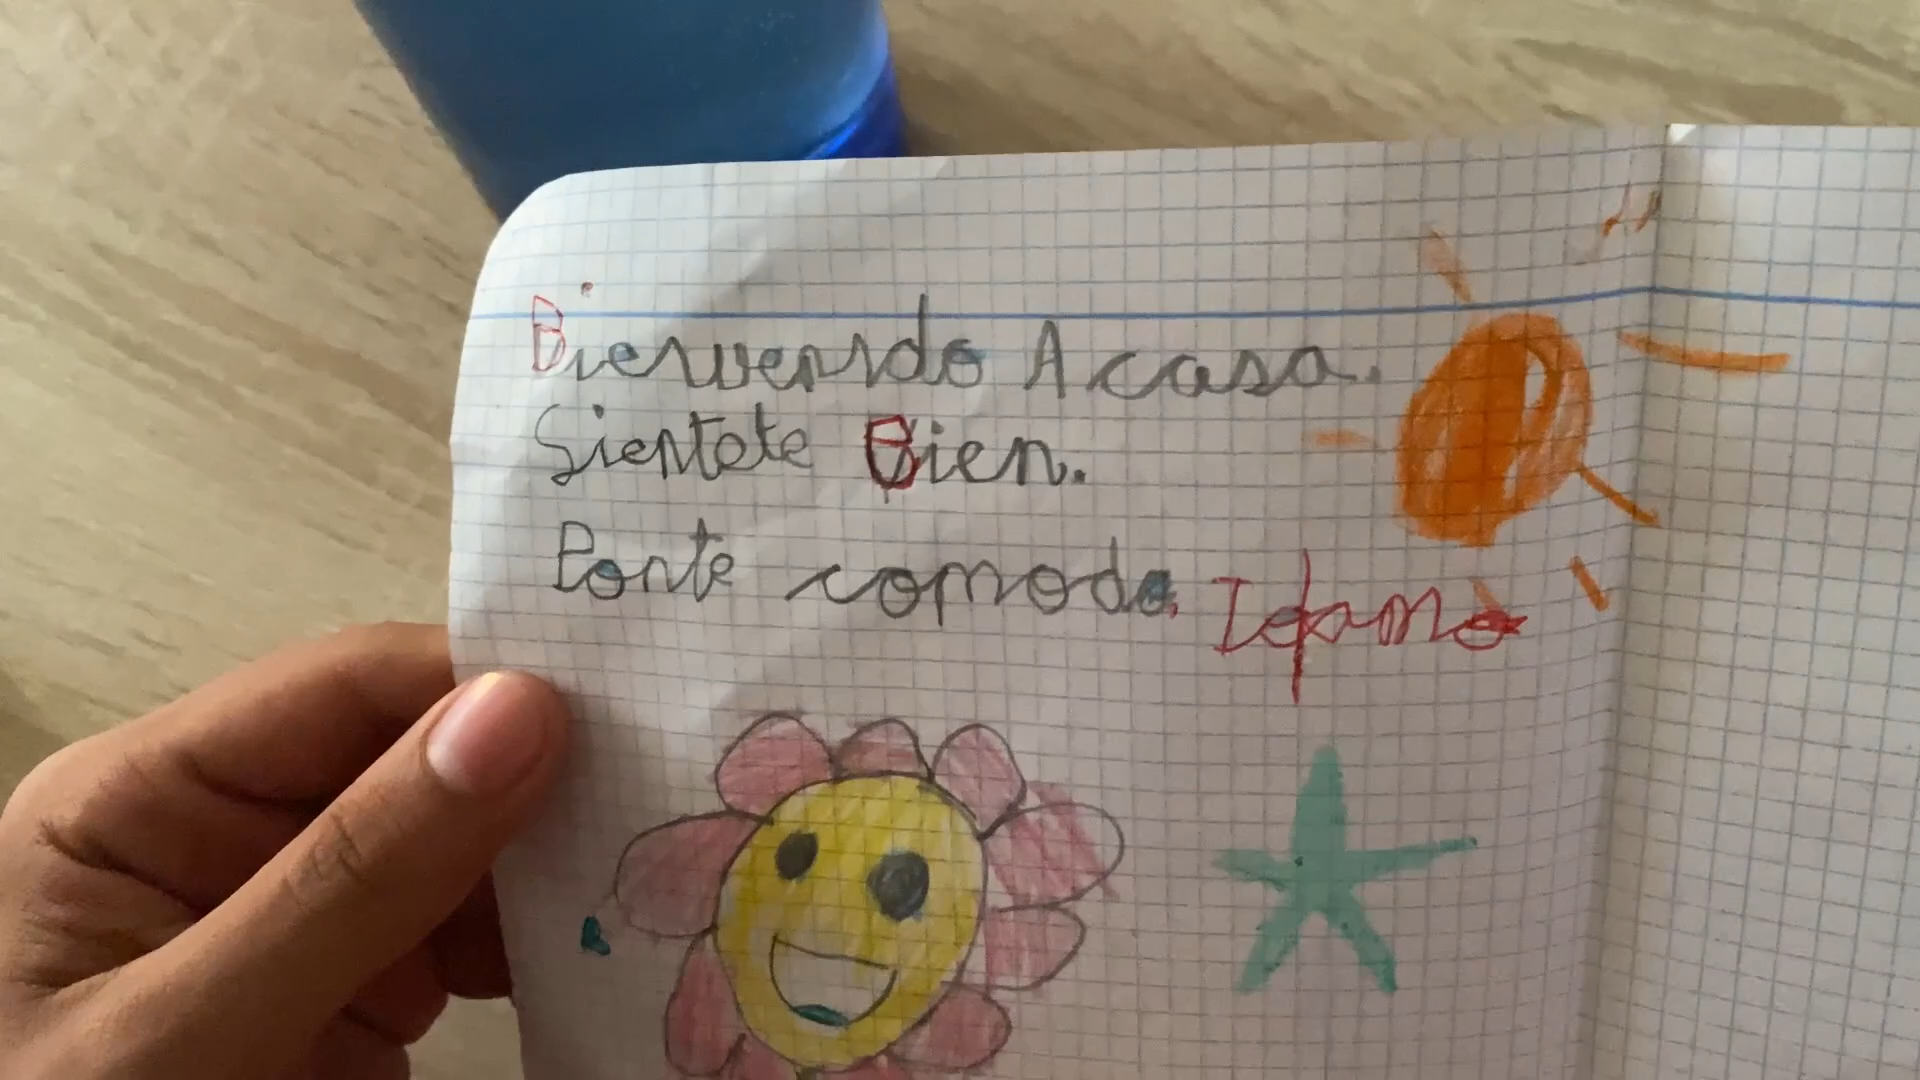 Bienvenido A casa.
Sientete Bien.
Ponte comodo.